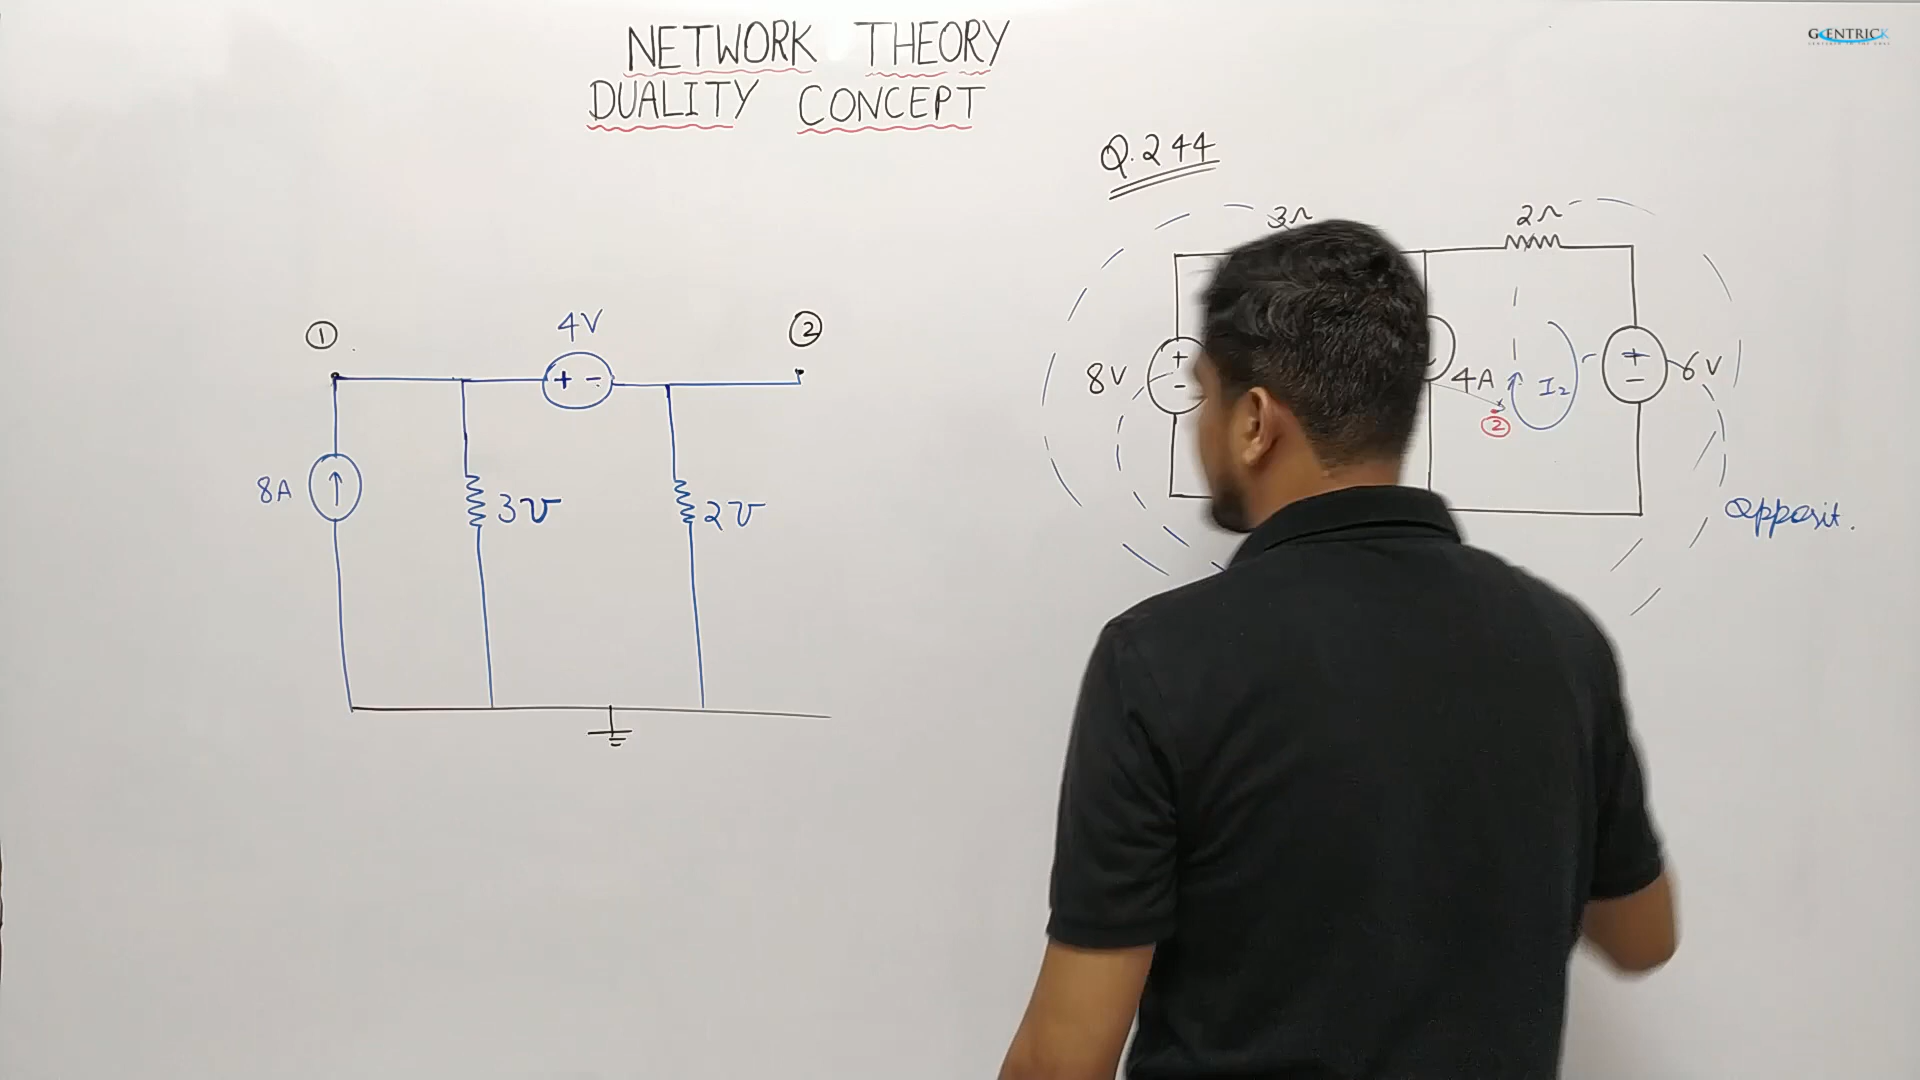 NETWORK THEORY
DUALITY CONCEPT
GENTRICK
Q.244
3Ω
2Ω
8V
4A
I₂
6V
②
Opposit.
①
4V
②
+ -
8A
3℧
2℧